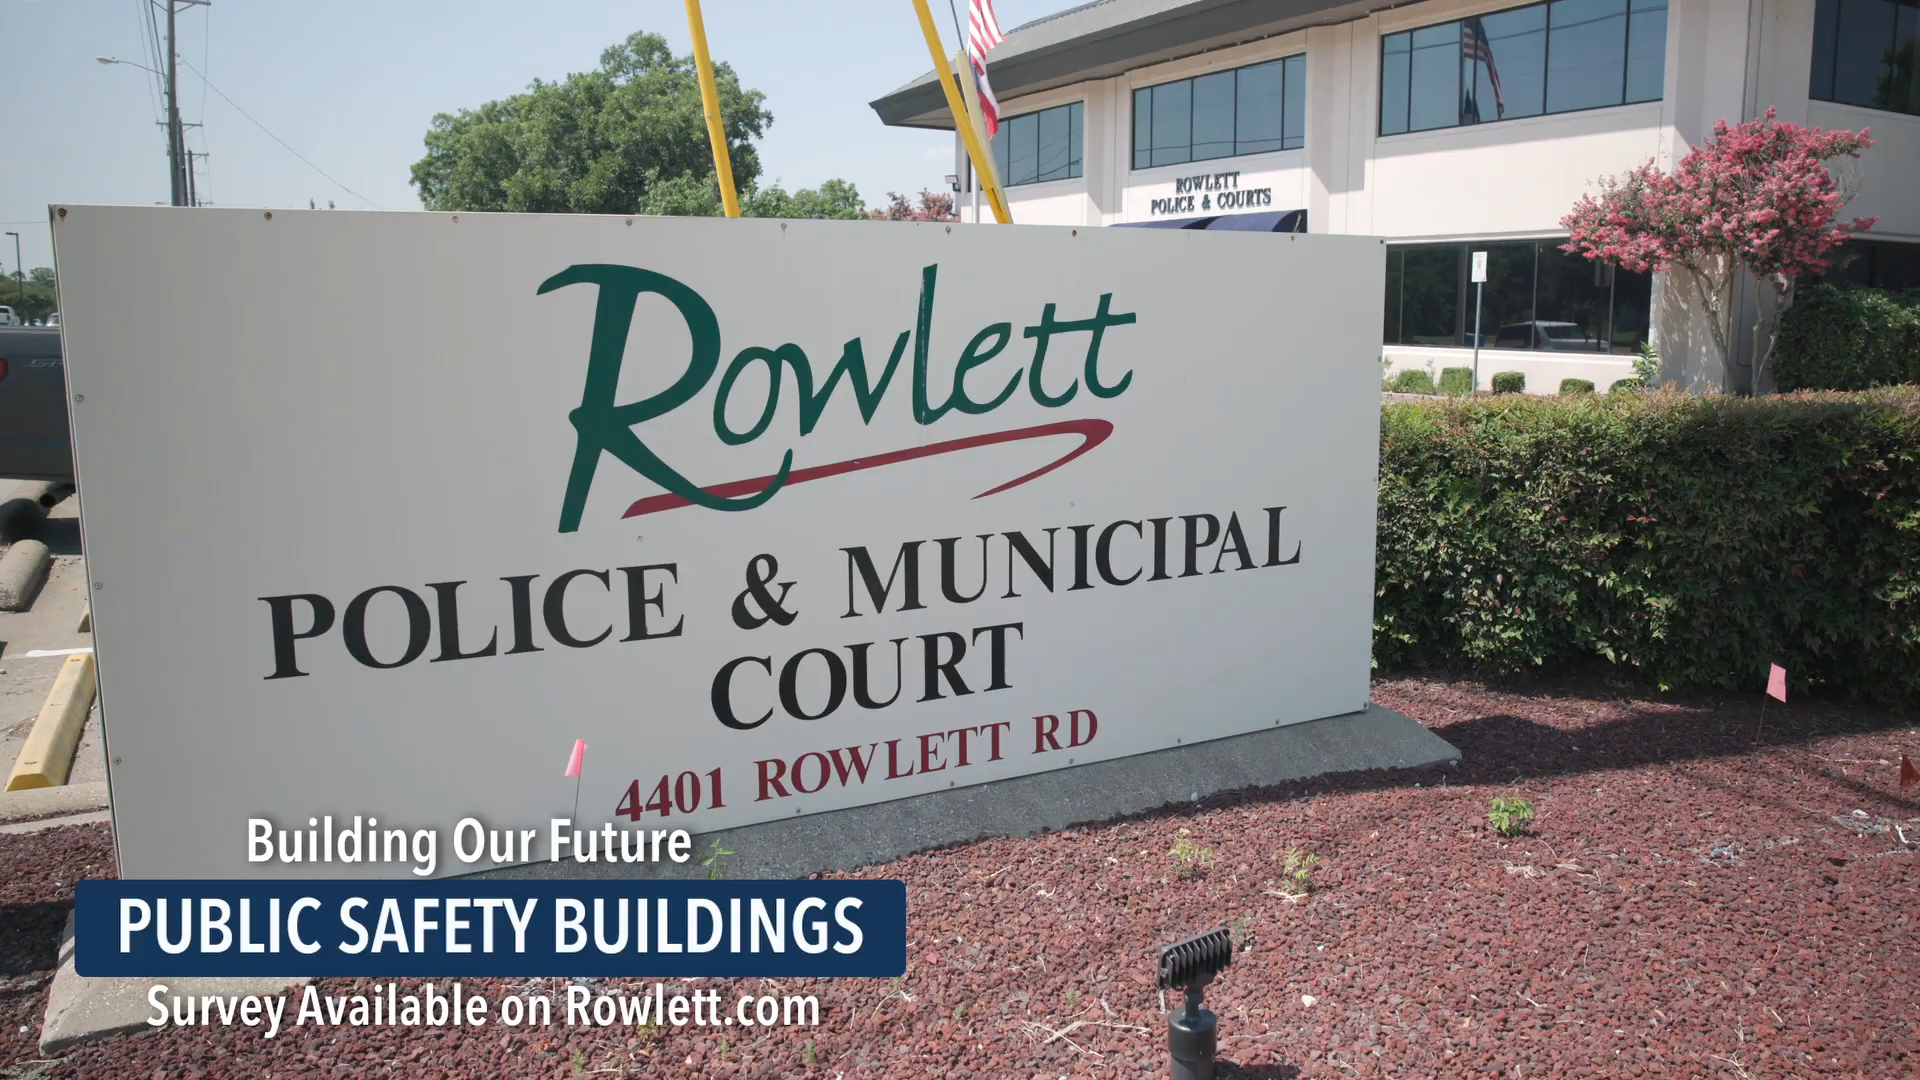 ROWLETT
POLICE & COURTS
Rowlett
POLICE & MUNICIPAL
COURT
4401 ROWLETT RD
Building Our Future
PUBLIC SAFETY BUILDINGS
Survey Available on Rowlett.com